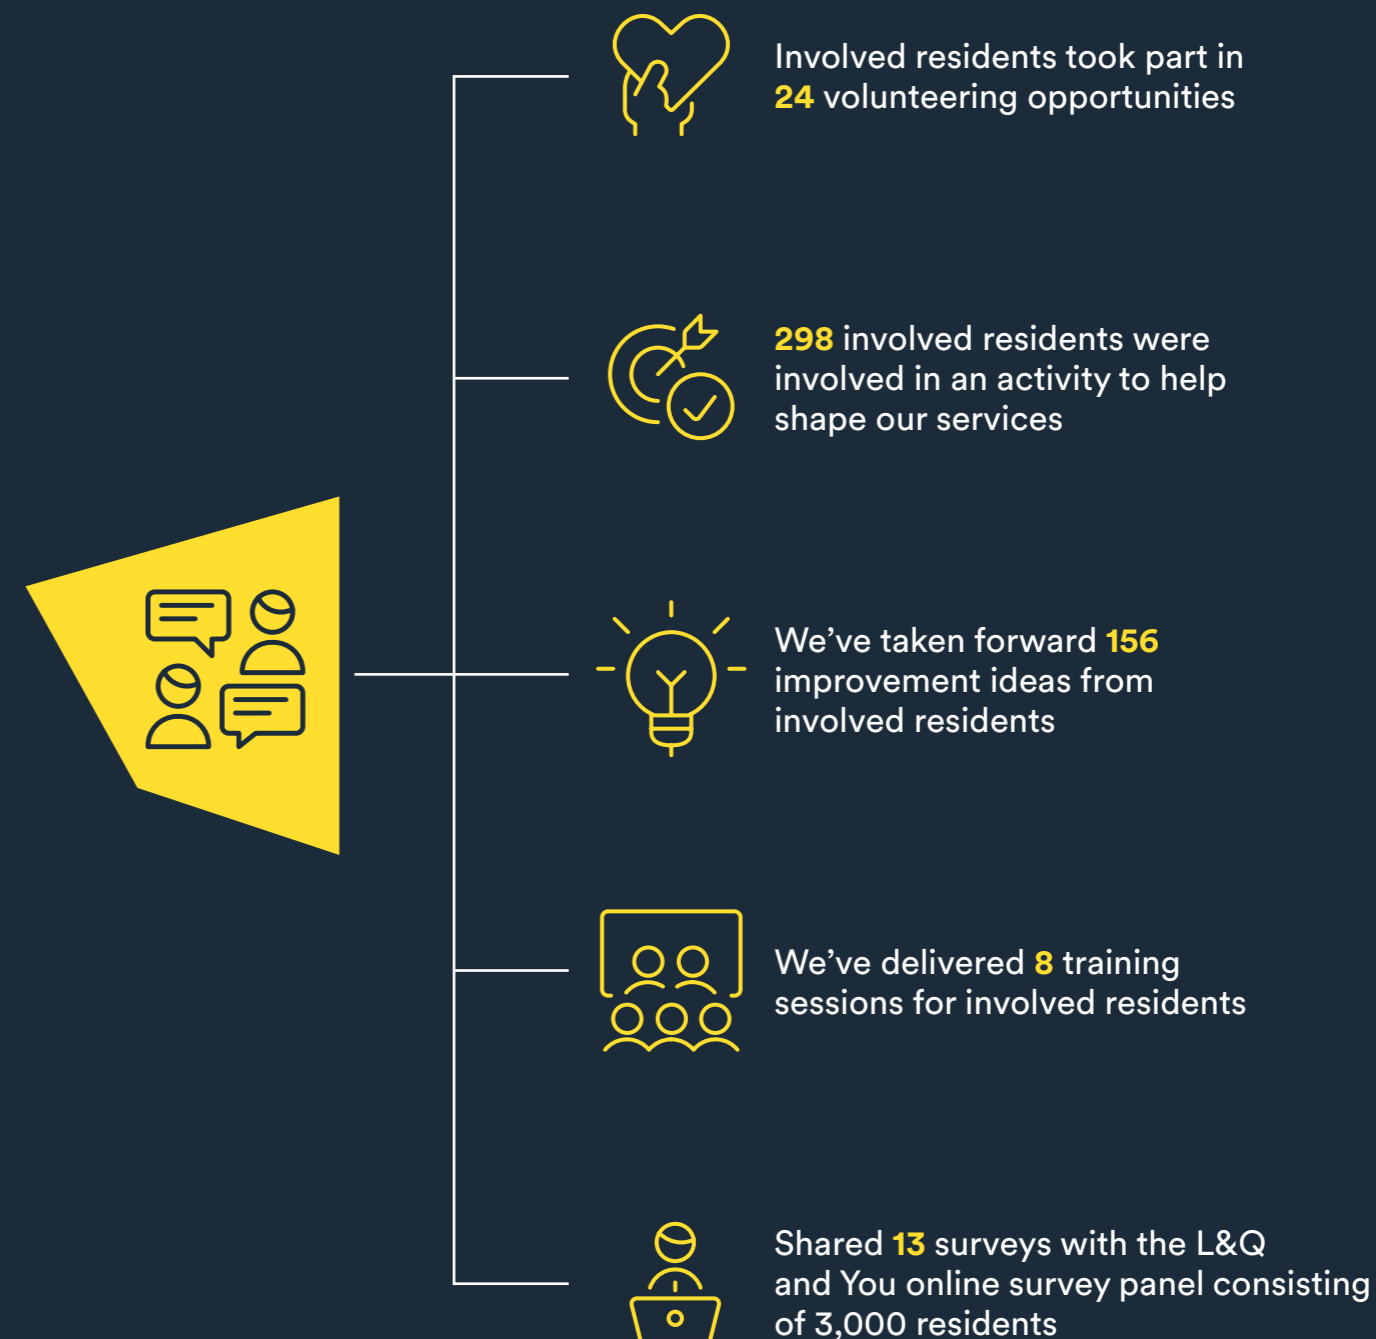 Involved residents took part in
24 volunteering opportunities
298 involved residents were
involved in an activity to help
shape our services
We’ve taken forward 156
improvement ideas from
involved residents
We’ve delivered 8 training
sessions for involved residents
Shared 13 surveys with the L&Q
and You online survey panel consisting
of 3,000 residents